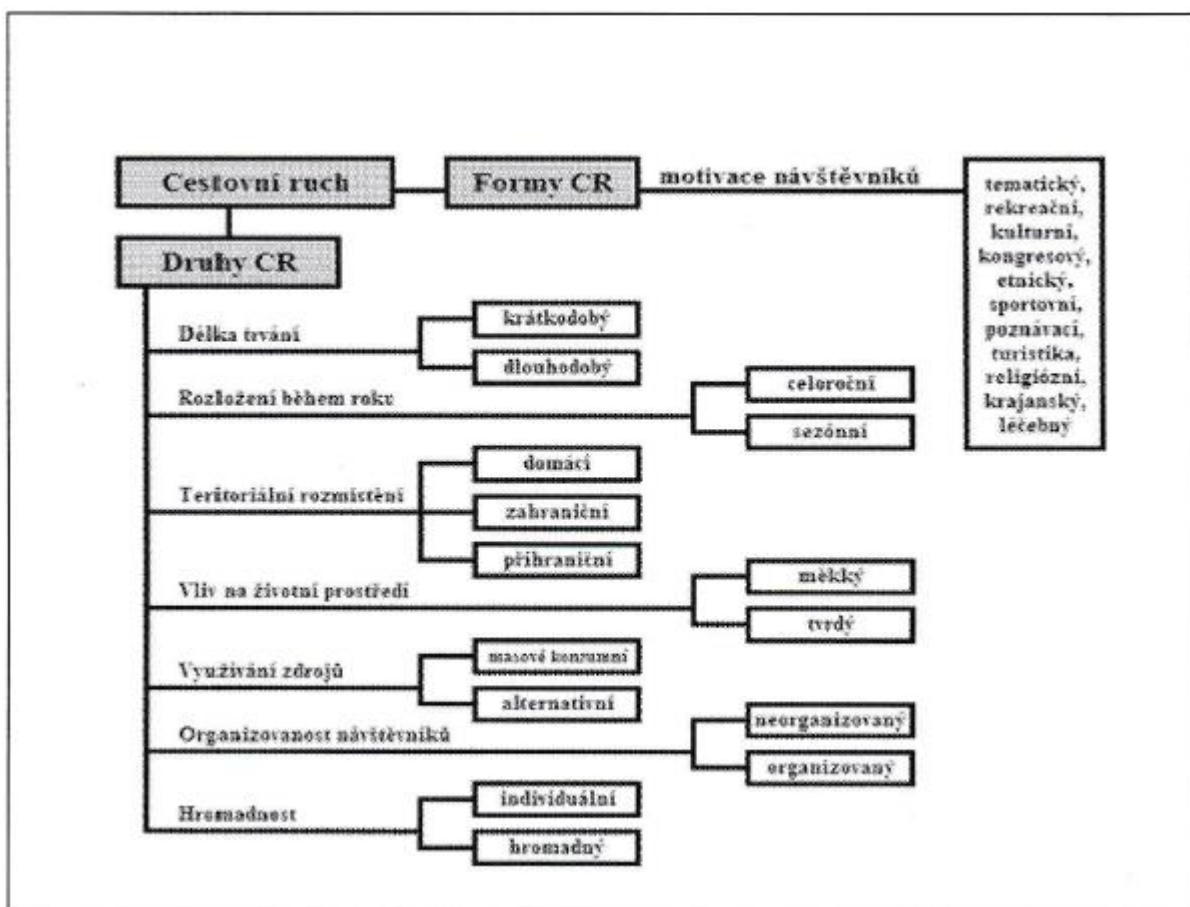 Cestovní ruch
Formy CR
motivace návštěvníků
tematický,
rekreační,
kulturní,
kongresový,
etnický,
sportovní,
poznávací,
turistika,
religiózní,
krajanský,
léčebný
Druhy CR
Délka trvání
krátkodobý
dlouhodobý
Rozložení během roku
celoroční
sezónní
Teritoriální rozmístění
domácí
zahraniční
příhraniční
Vliv na životní prostředí
měkký
tvrdý
Využívání zdrojů
masově konzumní
alternativní
Organizovanost návštěvníků
neorganizovaný
organizovaný
Hromadnost
individuální
hromadný